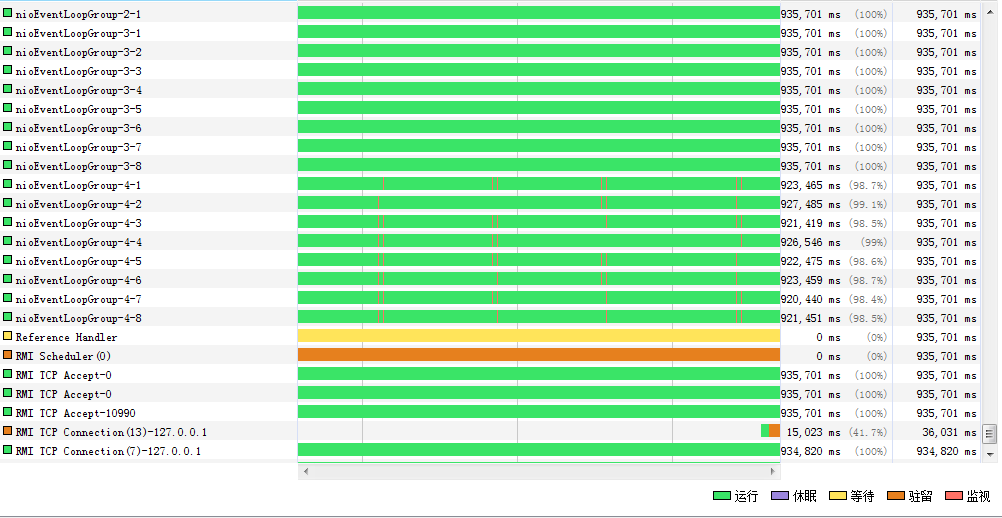 nioEventLoopGroup-2-1 935,701 ms (100%) 935,701 ms
nioEventLoopGroup-3-1 935,701 ms (100%) 935,701 ms
nioEventLoopGroup-3-2 935,701 ms (100%) 935,701 ms
nioEventLoopGroup-3-3 935,701 ms (100%) 935,701 ms
nioEventLoopGroup-3-4 935,701 ms (100%) 935,701 ms
nioEventLoopGroup-3-5 935,701 ms (100%) 935,701 ms
nioEventLoopGroup-3-6 935,701 ms (100%) 935,701 ms
nioEventLoopGroup-3-7 935,701 ms (100%) 935,701 ms
nioEventLoopGroup-3-8 935,701 ms (100%) 935,701 ms
nioEventLoopGroup-4-1 923,465 ms (98.7%) 935,701 ms
nioEventLoopGroup-4-2 927,485 ms (99.1%) 935,701 ms
nioEventLoopGroup-4-3 921,419 ms (98.5%) 935,701 ms
nioEventLoopGroup-4-4 926,546 ms (99%) 935,701 ms
nioEventLoopGroup-4-5 922,475 ms (98.6%) 935,701 ms
nioEventLoopGroup-4-6 923,459 ms (98.7%) 935,701 ms
nioEventLoopGroup-4-7 920,440 ms (98.4%) 935,701 ms
nioEventLoopGroup-4-8 921,451 ms (98.5%) 935,701 ms
Reference Handler 0 ms (0%) 935,701 ms
RMI Scheduler(0) 0 ms (0%) 935,701 ms
RMI TCP Accept-0 935,701 ms (100%) 935,701 ms
RMI TCP Accept-0 935,701 ms (100%) 935,701 ms
RMI TCP Accept-10990 935,701 ms (100%) 935,701 ms
RMI TCP Connection(13)-127.0.0.1 15,023 ms (41.7%) 36,031 ms
RMI TCP Connection(7)-127.0.0.1 934,820 ms (100%) 934,820 ms
运行 休眠 等待 驻留 监视